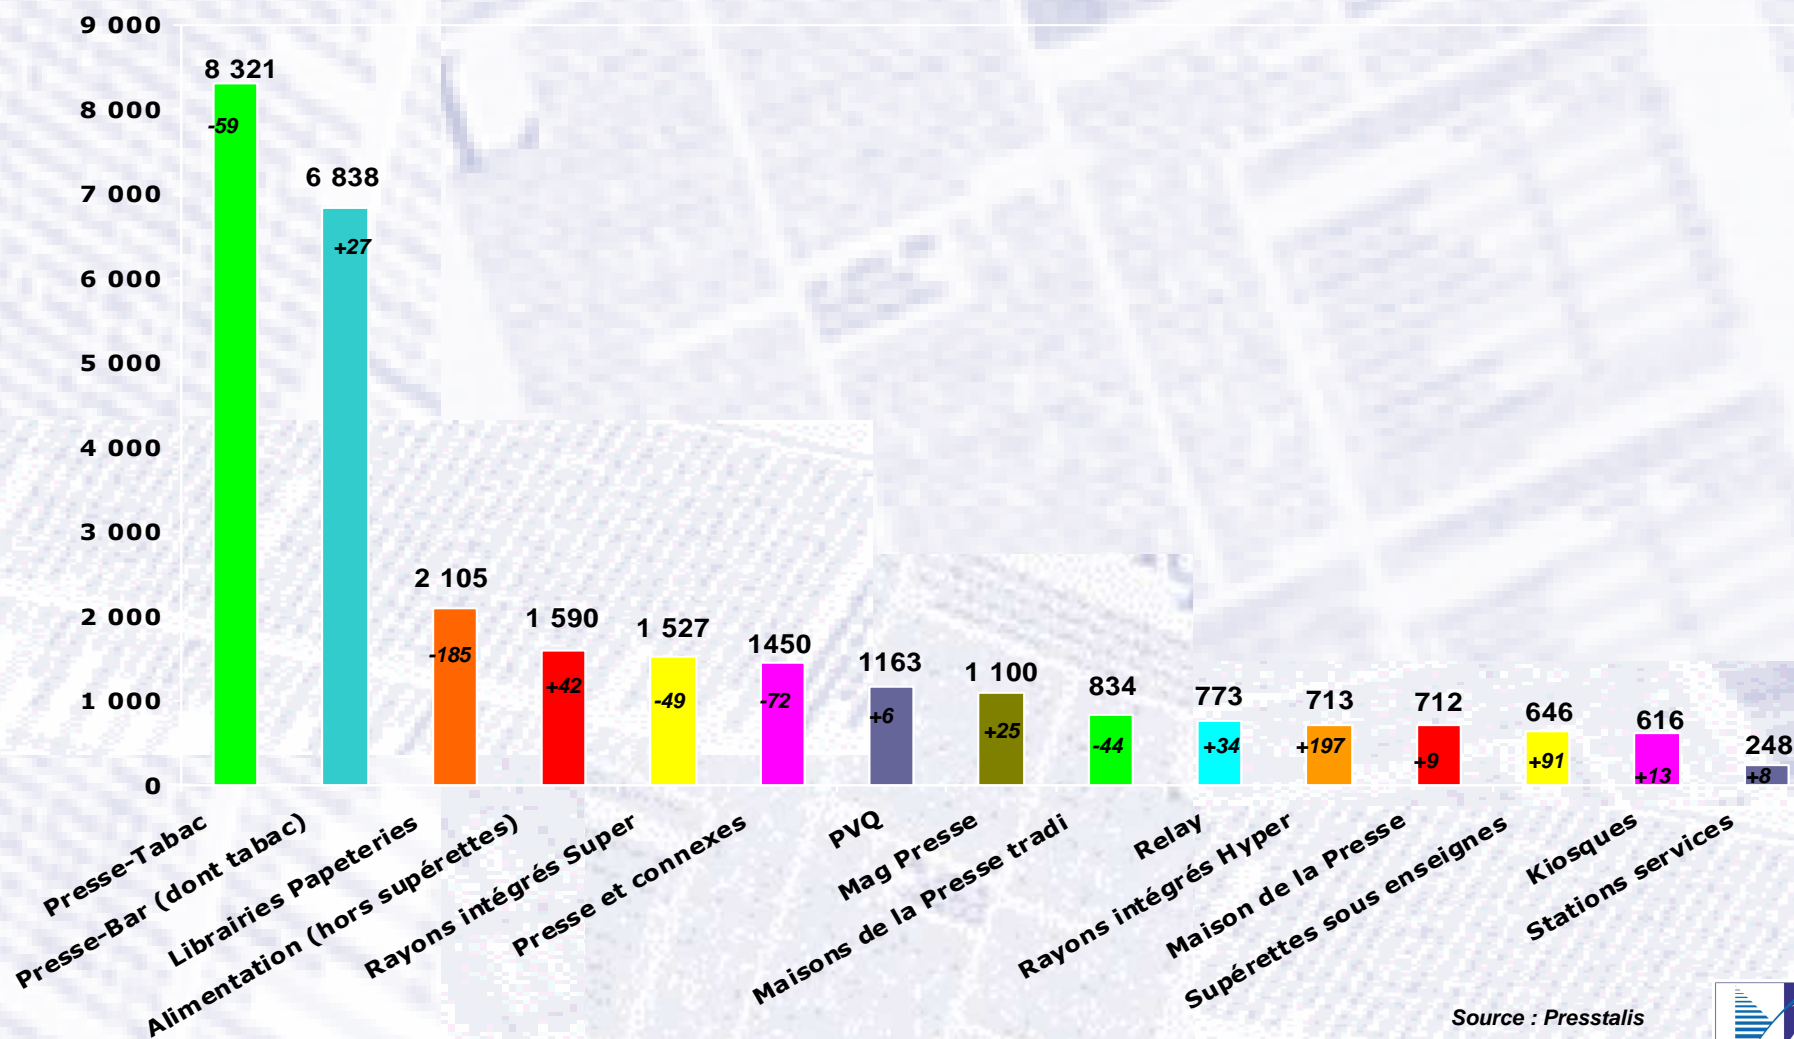 9 000
8 000
7 000
6 000
5 000
4 000
3 000
2 000
1 000
0
8 321
-59
6 838
+27
2 105
-185
1 590
+42
1 527
-49
1450
-72
1163
+6
1 100
+25
834
-44
773
+34
713
+197
712
+9
646
+91
616
+13
248
+8
Presse-Tabac
Presse-Bar (dont tabac)
Librairies Papeteries
Alimentation (hors supérettes)
Rayons intégrés Super
Presse et connexes
PVQ
Mag Presse
Maisons de la Presse tradi
Relay
Rayons intégrés Hyper
Maison de la Presse
Supérettes sous enseignes
Kiosques
Stations services
Source : Presstalis